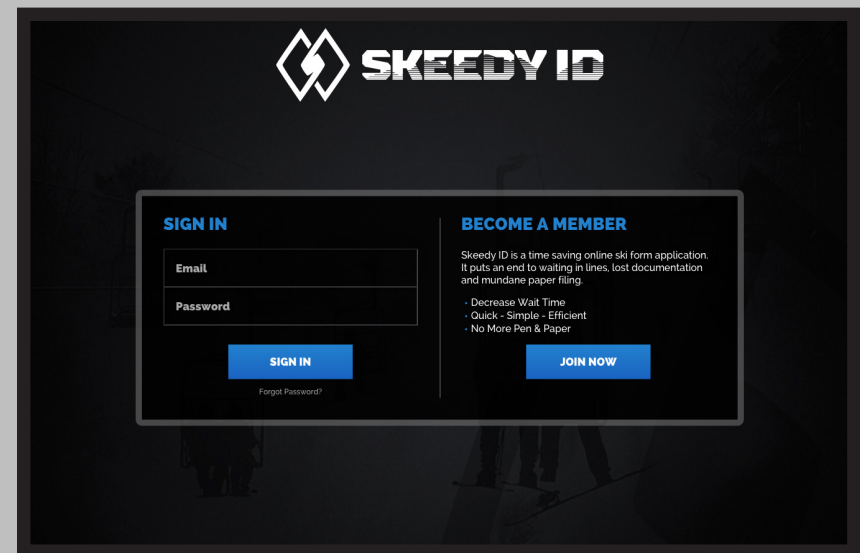 SKEEDY ID
SIGN IN
Email
Password
SIGN IN
Forgot Password?
BECOME A MEMBER
Skeedy ID is a time saving online ski form application.
It puts an end to waiting in lines, lost documentation
and mundane paper filing.
• Decrease Wait Time
• Quick - Simple - Efficient
• No More Pen & Paper
JOIN NOW